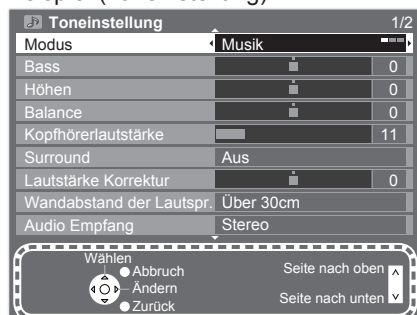 Toneinstellung 1/2
Modus Musik
Bass 0
Höhen 0
Balance 0
Kopfhörerlautstärke 11
Surround Aus
Lautstärke Korrektur 0
Wandabstand der Lautspr. Über 30cm
Audio Empfang Stereo
Wählen
Abbruch
Ändern
Zurück
Seite nach oben
Seite nach unten